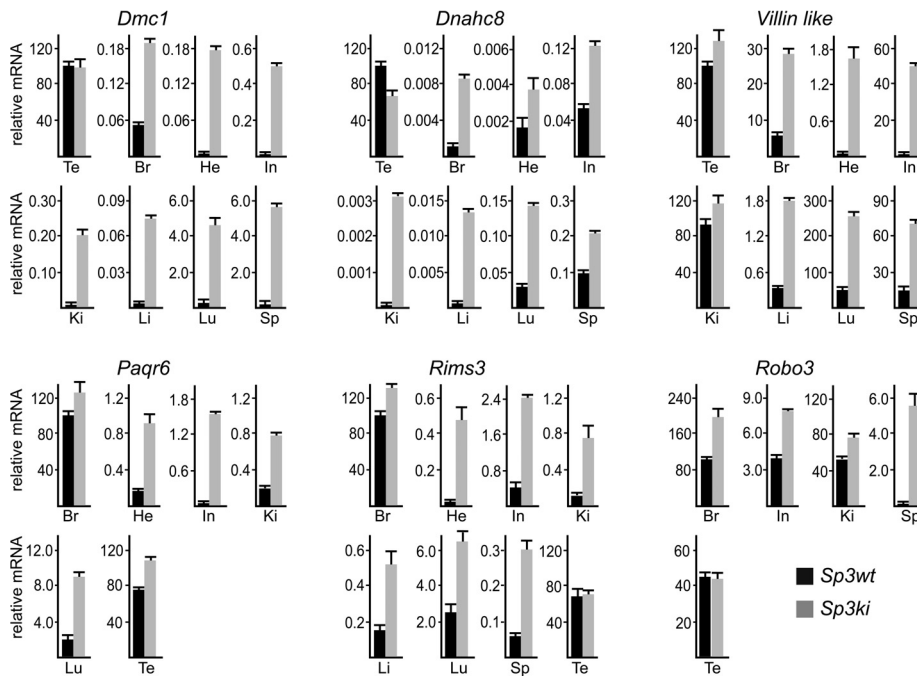 Dmc1 Dnahc8 Villin like
relative mRNA
120 0.18 0.18 0.6 120 0.012 0.006 0.12 120 30 1.8 60
80 0.12 0.12 0.4 80 0.008 0.004 0.08 80 20 1.2 40
40 0.06 0.06 0.2 40 0.004 0.002 0.04 40 10 0.6 20
Te Br He In Te Br He In Te Br He In
relative mRNA
0.30 0.09 6.0 6.0 0.003 0.015 0.15 0.3 120 1.8 300 90
0.20 0.06 4.0 4.0 0.002 0.010 0.10 0.2 80 1.2 200 60
0.10 0.03 2.0 2.0 0.001 0.005 0.05 0.1 40 0.6 100 30
Ki Li Lu Sp Ki Li Lu Sp Ki Li Lu Sp
Paqr6 Rims3 Robo3
relative mRNA
120 1.2 1.8 1.2 120 0.6 2.4 1.2 240 9.0 120 6.0
80 0.8 1.2 0.8 80 0.4 1.6 0.8 160 6.0 80 4.0
40 0.4 0.6 0.4 40 0.2 0.8 0.4 80 3.0 40 2.0
Br He In Ki Br He In Ki Br In Ki Sp
relative mRNA
12.0 120 0.6 6.0 0.3 120 60
8.0 80 0.4 4.0 0.2 80 40
4.0 40 0.2 2.0 0.1 40 20
Lu Te Li Lu Sp Te Te
Sp3wt
Sp3ki